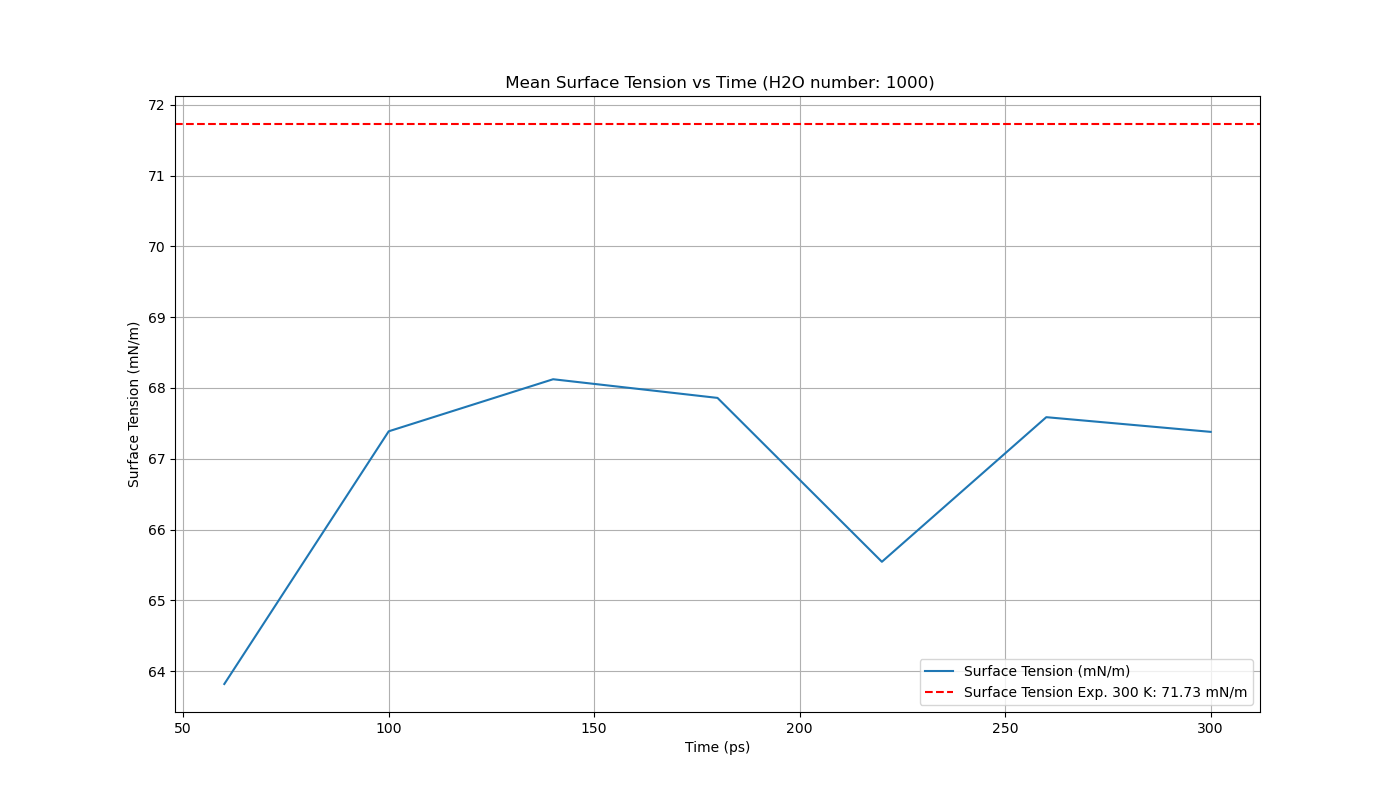 Mean Surface Tension vs Time (H2O number: 1000)
72
71
70
69
68
67
66
65
64
Surface Tension (mN/m)
Surface Tension (mN/m)
Surface Tension Exp. 300 K: 71.73 mN/m
50 100 150 200 250 300
Time (ps)